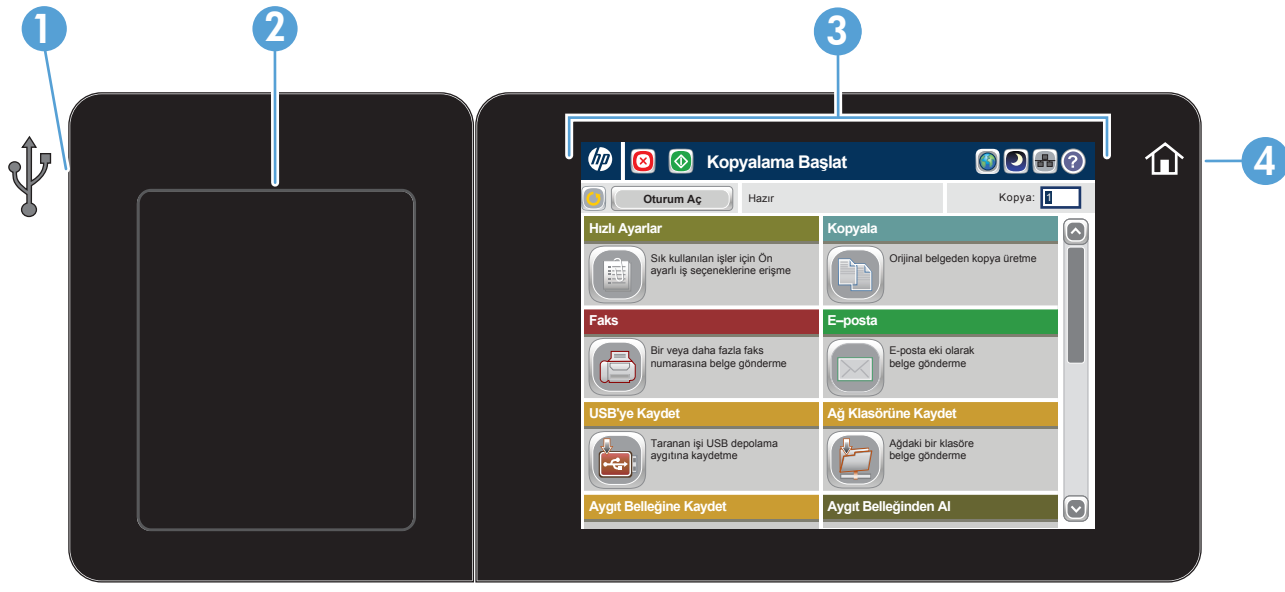 1
2
3
4
hp
Kopyalama Başlat
?
Oturum Aç
Hazır
Kopya: 1
Hızlı Ayarlar
Sık kullanılan işler için Ön
ayarlı iş seçeneklerine erişme
Kopyala
Orijinal belgeden kopya üretme
Faks
Bir veya daha fazla faks
numarasına belge gönderme
E–posta
E-posta eki olarak
belge gönderme
USB'ye Kaydet
Taranan işi USB depolama
aygıtına kaydetme
Ağ Klasörüne Kaydet
Ağdaki bir klasöre
belge gönderme
Aygıt Belleğine Kaydet
Aygıt Belleğinden Al